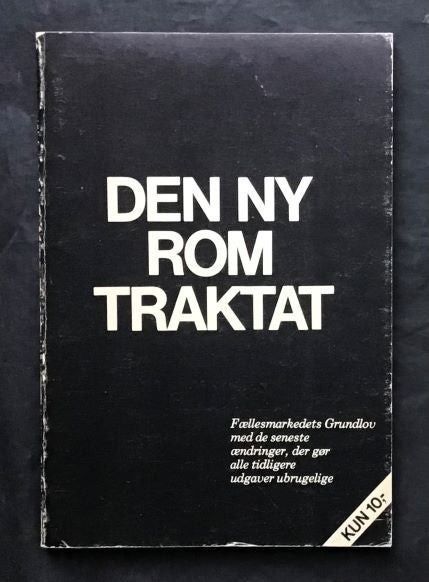 DEN NY
ROM
TRAKTAT
Fællesmarkedets Grundlov
med de seneste
ændringer, der gør
alle tidligere
udgaver ubrugelige
KUN 10,-